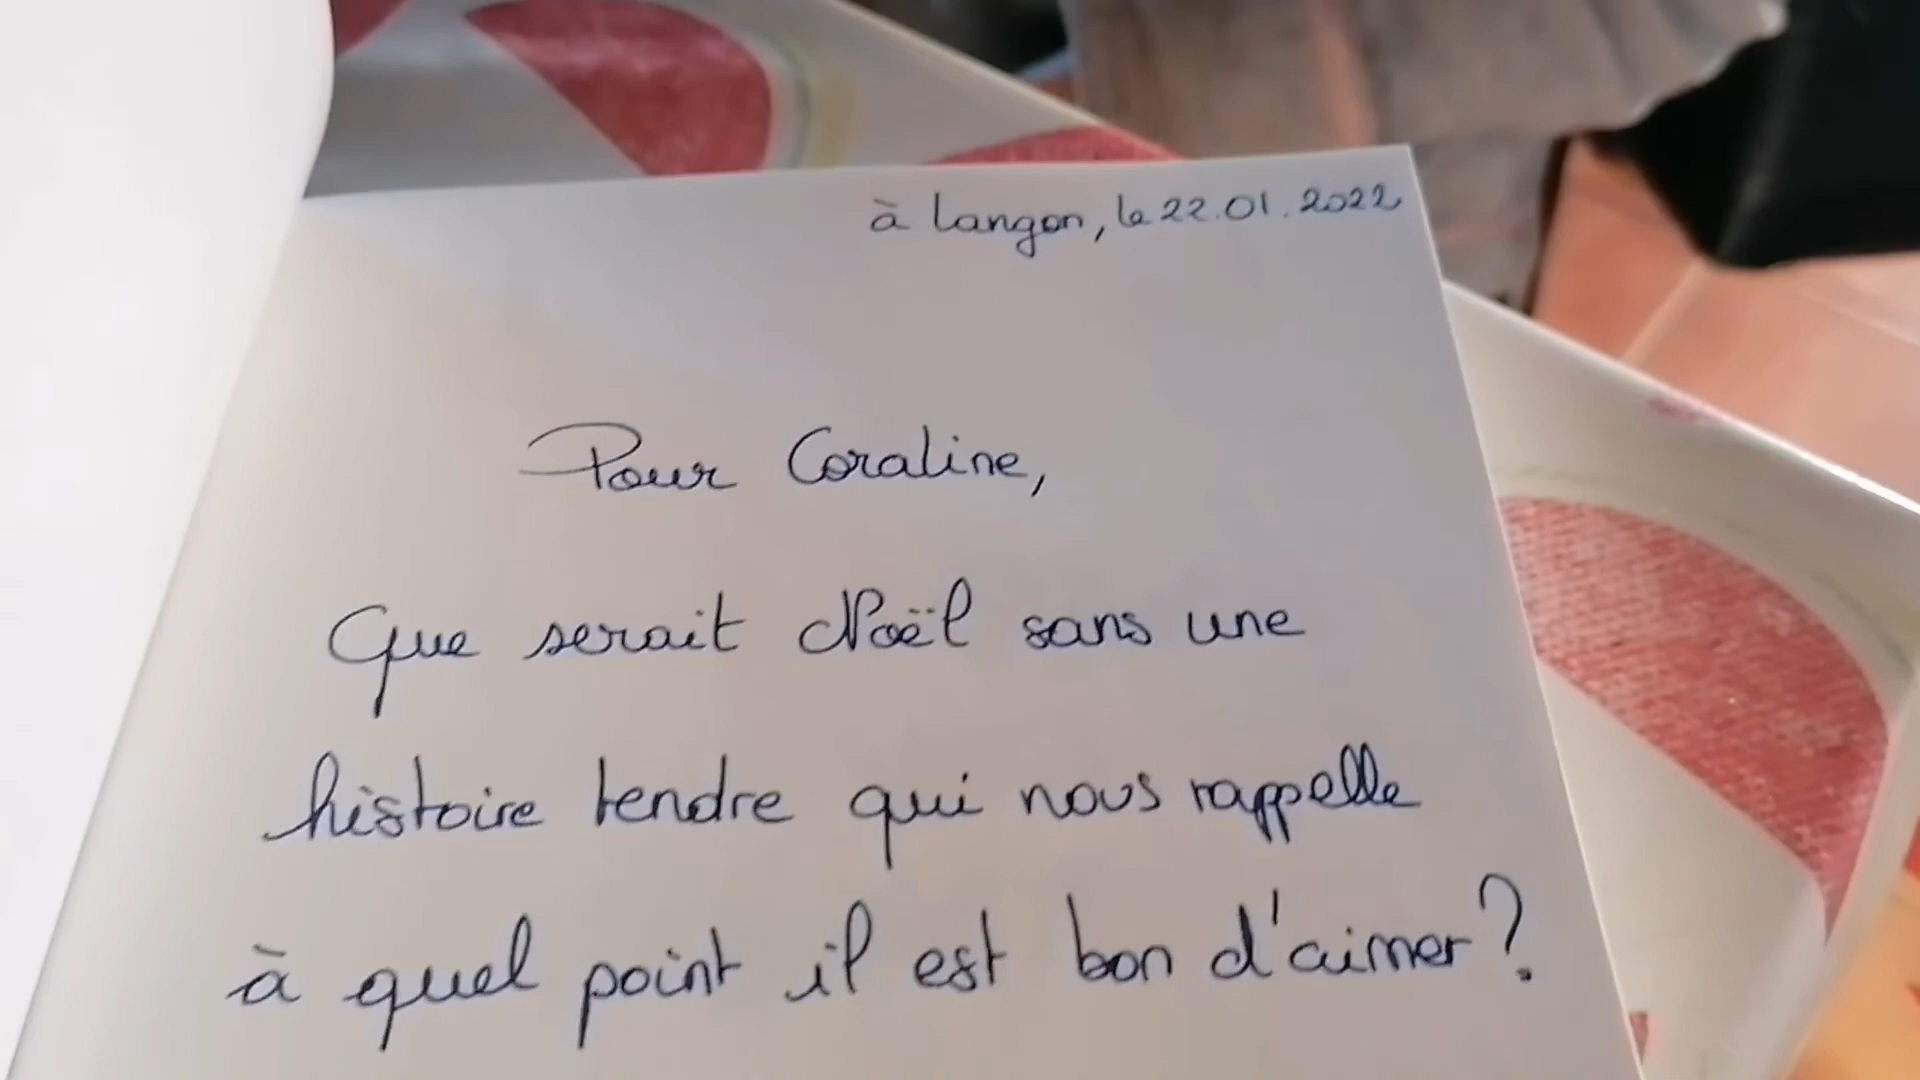 à Langon, le 22.01.2022
Pour Coraline,
Que serait Noël sans une
histoire tendre qui nous rappelle
à quel point il est bon d'aimer?